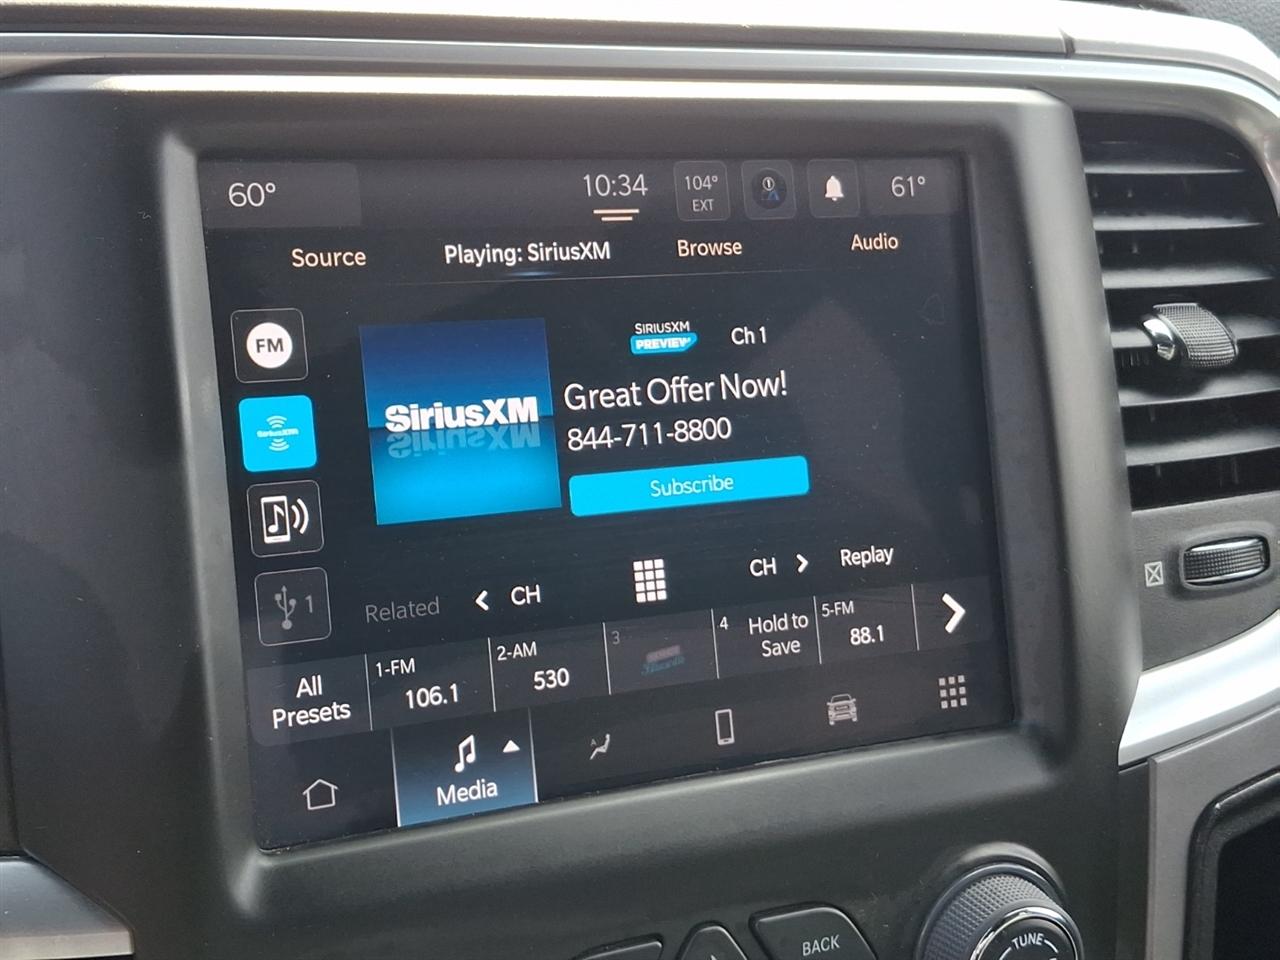 60°
10:34
104°
EXT
61°
Source
Playing: SiriusXM
Browse
Audio
FM
SiriusXM
SiriusXM
SIRIUSXM
PREVIEW
Ch 1
Great Offer Now!
844-711-8800
Subscribe
1
Related
CH
CH
Replay
All
Presets
1-FM
106.1
2-AM
530
3
4
Hold to
Save
5-FM
88.1
Media
BACK
TUNE